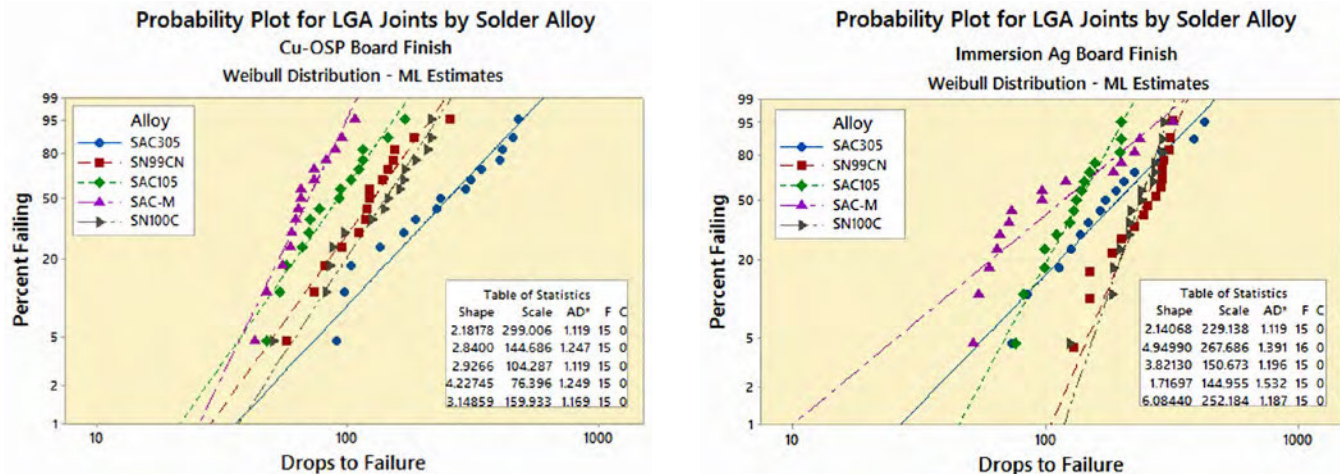 Probability Plot for LGA Joints by Solder Alloy
Cu-OSP Board Finish
Weibull Distribution - ML Estimates
99
95
80
50
20
5
2
1
Percent Failing
Alloy
SAC305
SN99CN
SAC105
SAC-M
SN100C
Table of Statistics
Shape Scale AD* F C
2.18178 299.006 1.119 15 0
2.8400 144.686 1.247 15 0
2.9266 104.287 1.119 15 0
4.22745 76.396 1.249 15 0
3.14859 159.933 1.169 15 0
10 100 1000
Drops to Failure
Probability Plot for LGA Joints by Solder Alloy
Immersion Ag Board Finish
Weibull Distribution - ML Estimates
99
95
80
50
20
5
2
1
Percent Failing
Alloy
SAC305
SN99CN
SAC105
SAC-M
SN100C
Table of Statistics
Shape Scale AD* F C
2.14068 229.138 1.119 15 0
4.94990 267.686 1.391 16 0
3.82130 150.673 1.196 15 0
1.71697 144.955 1.532 15 0
6.08440 252.184 1.187 15 0
10 100 1000
Drops to Failure